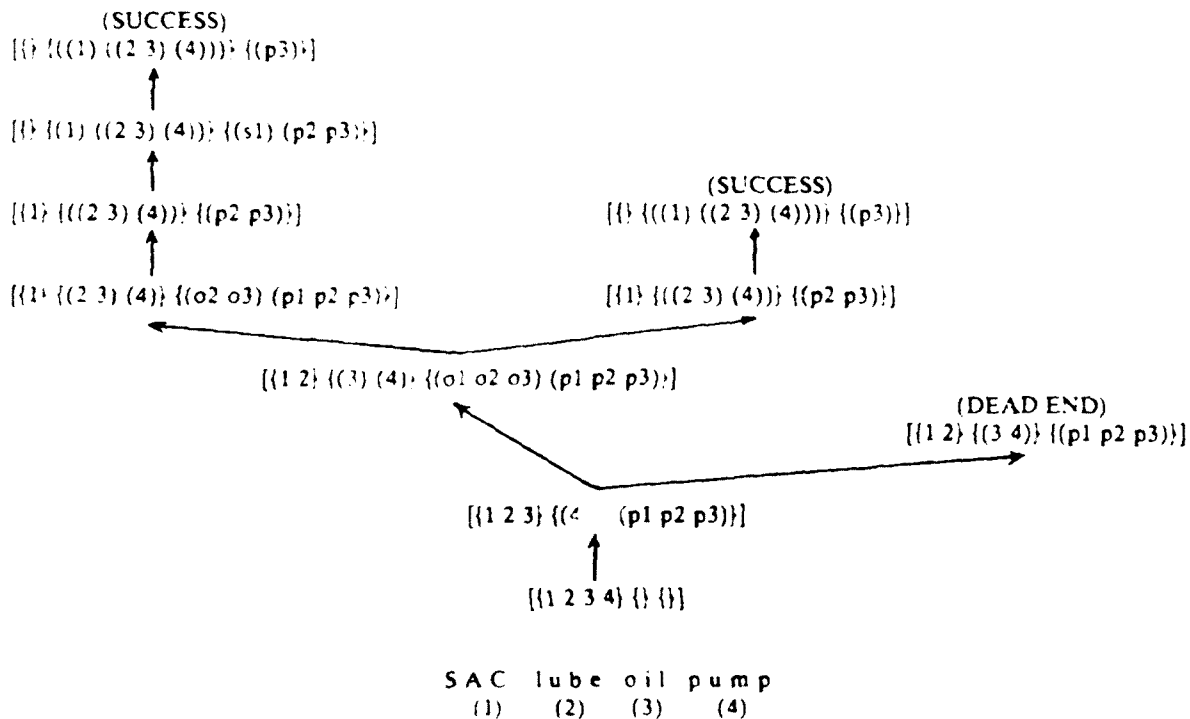 (SUCCESS)
[{} {((1) ((2 3) (4)))} {(p3)}]
[{} {(1) ((2 3) (4))} {(s1) (p2 p3)}]
(SUCCESS)
[{1} {((2 3) (4))} {(p2 p3)}]
[{} {((1) ((2 3) (4)))} {(p3)}]
[{1} {(2 3) (4)} {(o2 o3) (p1 p2 p3)}]
[{1} {((2 3) (4))} {(p2 p3)}]
[{1 2} {(3) (4)} {(o1 o2 o3) (p1 p2 p3)}]
(DEAD END)
[{1 2} {(3 4)} {(p1 p2 p3)}]
[{1 2 3} {(4 (p1 p2 p3)}]
[{1 2 3 4} {} {}]
SAC lube oil pump
(1) (2) (3) (4)